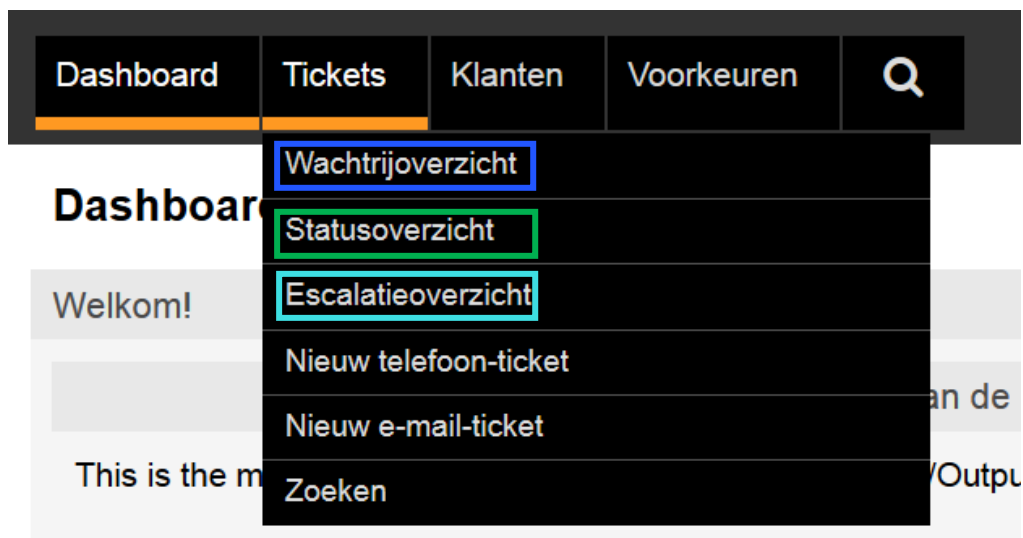 Dashboard Tickets Klanten Voorkeuren
Wachtrijoverzicht
Dashboar
Statusoverzicht
Welkom!
Escalatieoverzicht
Nieuw telefoon-ticket
an de
Nieuw e-mail-ticket
This is the m
/Outpu
Zoeken